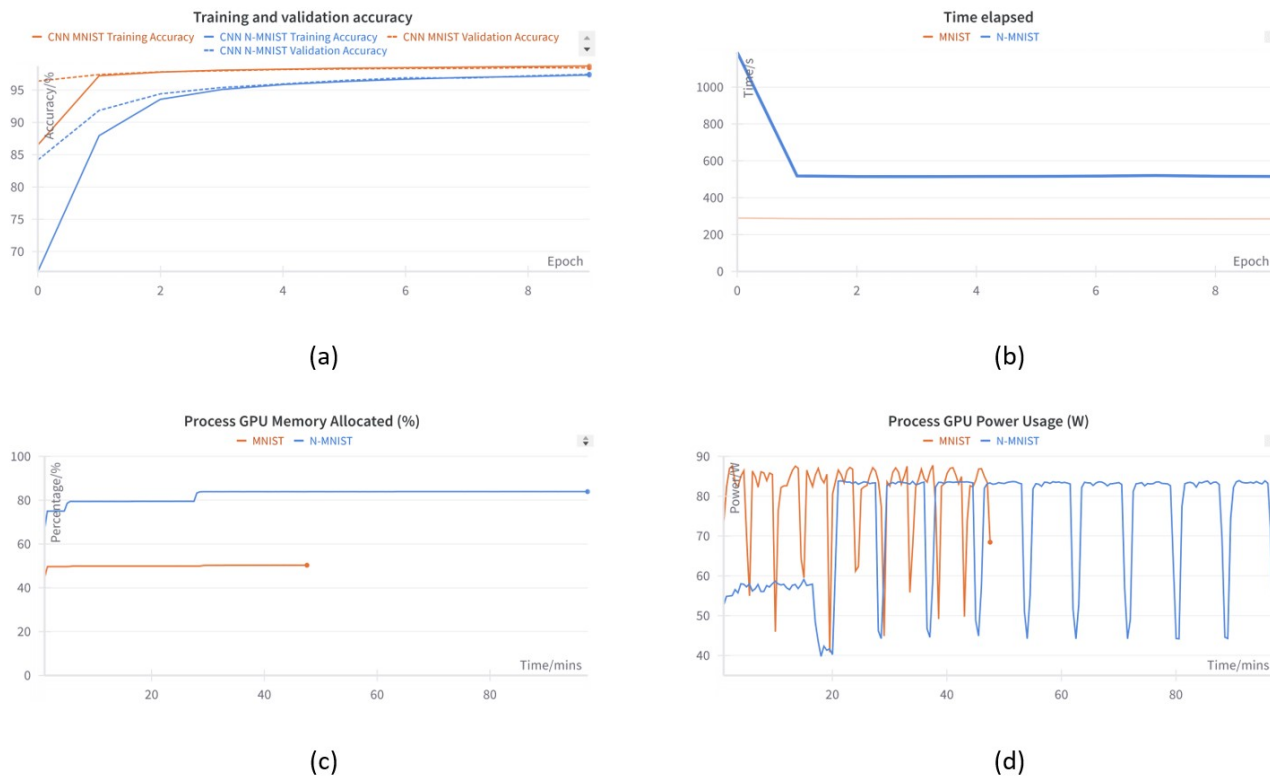 Training and validation accuracy
CNN MNIST Training Accuracy CNN N-MNIST Training Accuracy CNN MNIST Validation Accuracy
CNN N-MNIST Validation Accuracy
Accuracy/%
95
90
85
80
75
70
Epoch
0 2 4 6 8
(a)
Time elapsed
MNIST N-MNIST
Time/s
1000
800
600
400
200
0
Epoch
0 2 4 6 8
(b)
Process GPU Memory Allocated (%)
MNIST N-MNIST
Percentage/%
100
80
60
40
20
0
Time/mins
20 40 60 80
(c)
Process GPU Power Usage (W)
MNIST N-MNIST
Power/W
90
80
70
60
50
40
Time/mins
20 40 60 80
(d)